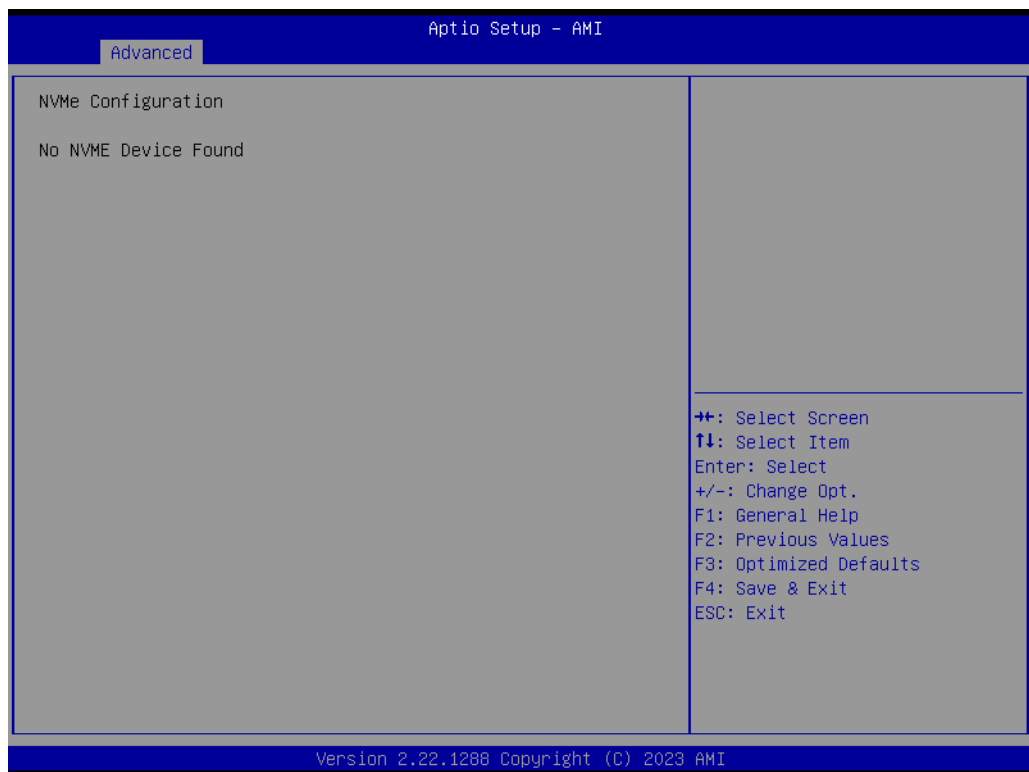 Aptio Setup – AMI
Advanced
NVMe Configuration
No NVME Device Found
→←: Select Screen
↑↓: Select Item
Enter: Select
+/-: Change Opt.
F1: General Help
F2: Previous Values
F3: Optimized Defaults
F4: Save & Exit
ESC: Exit
Version 2.22.1288 Copyright (C) 2023 AMI